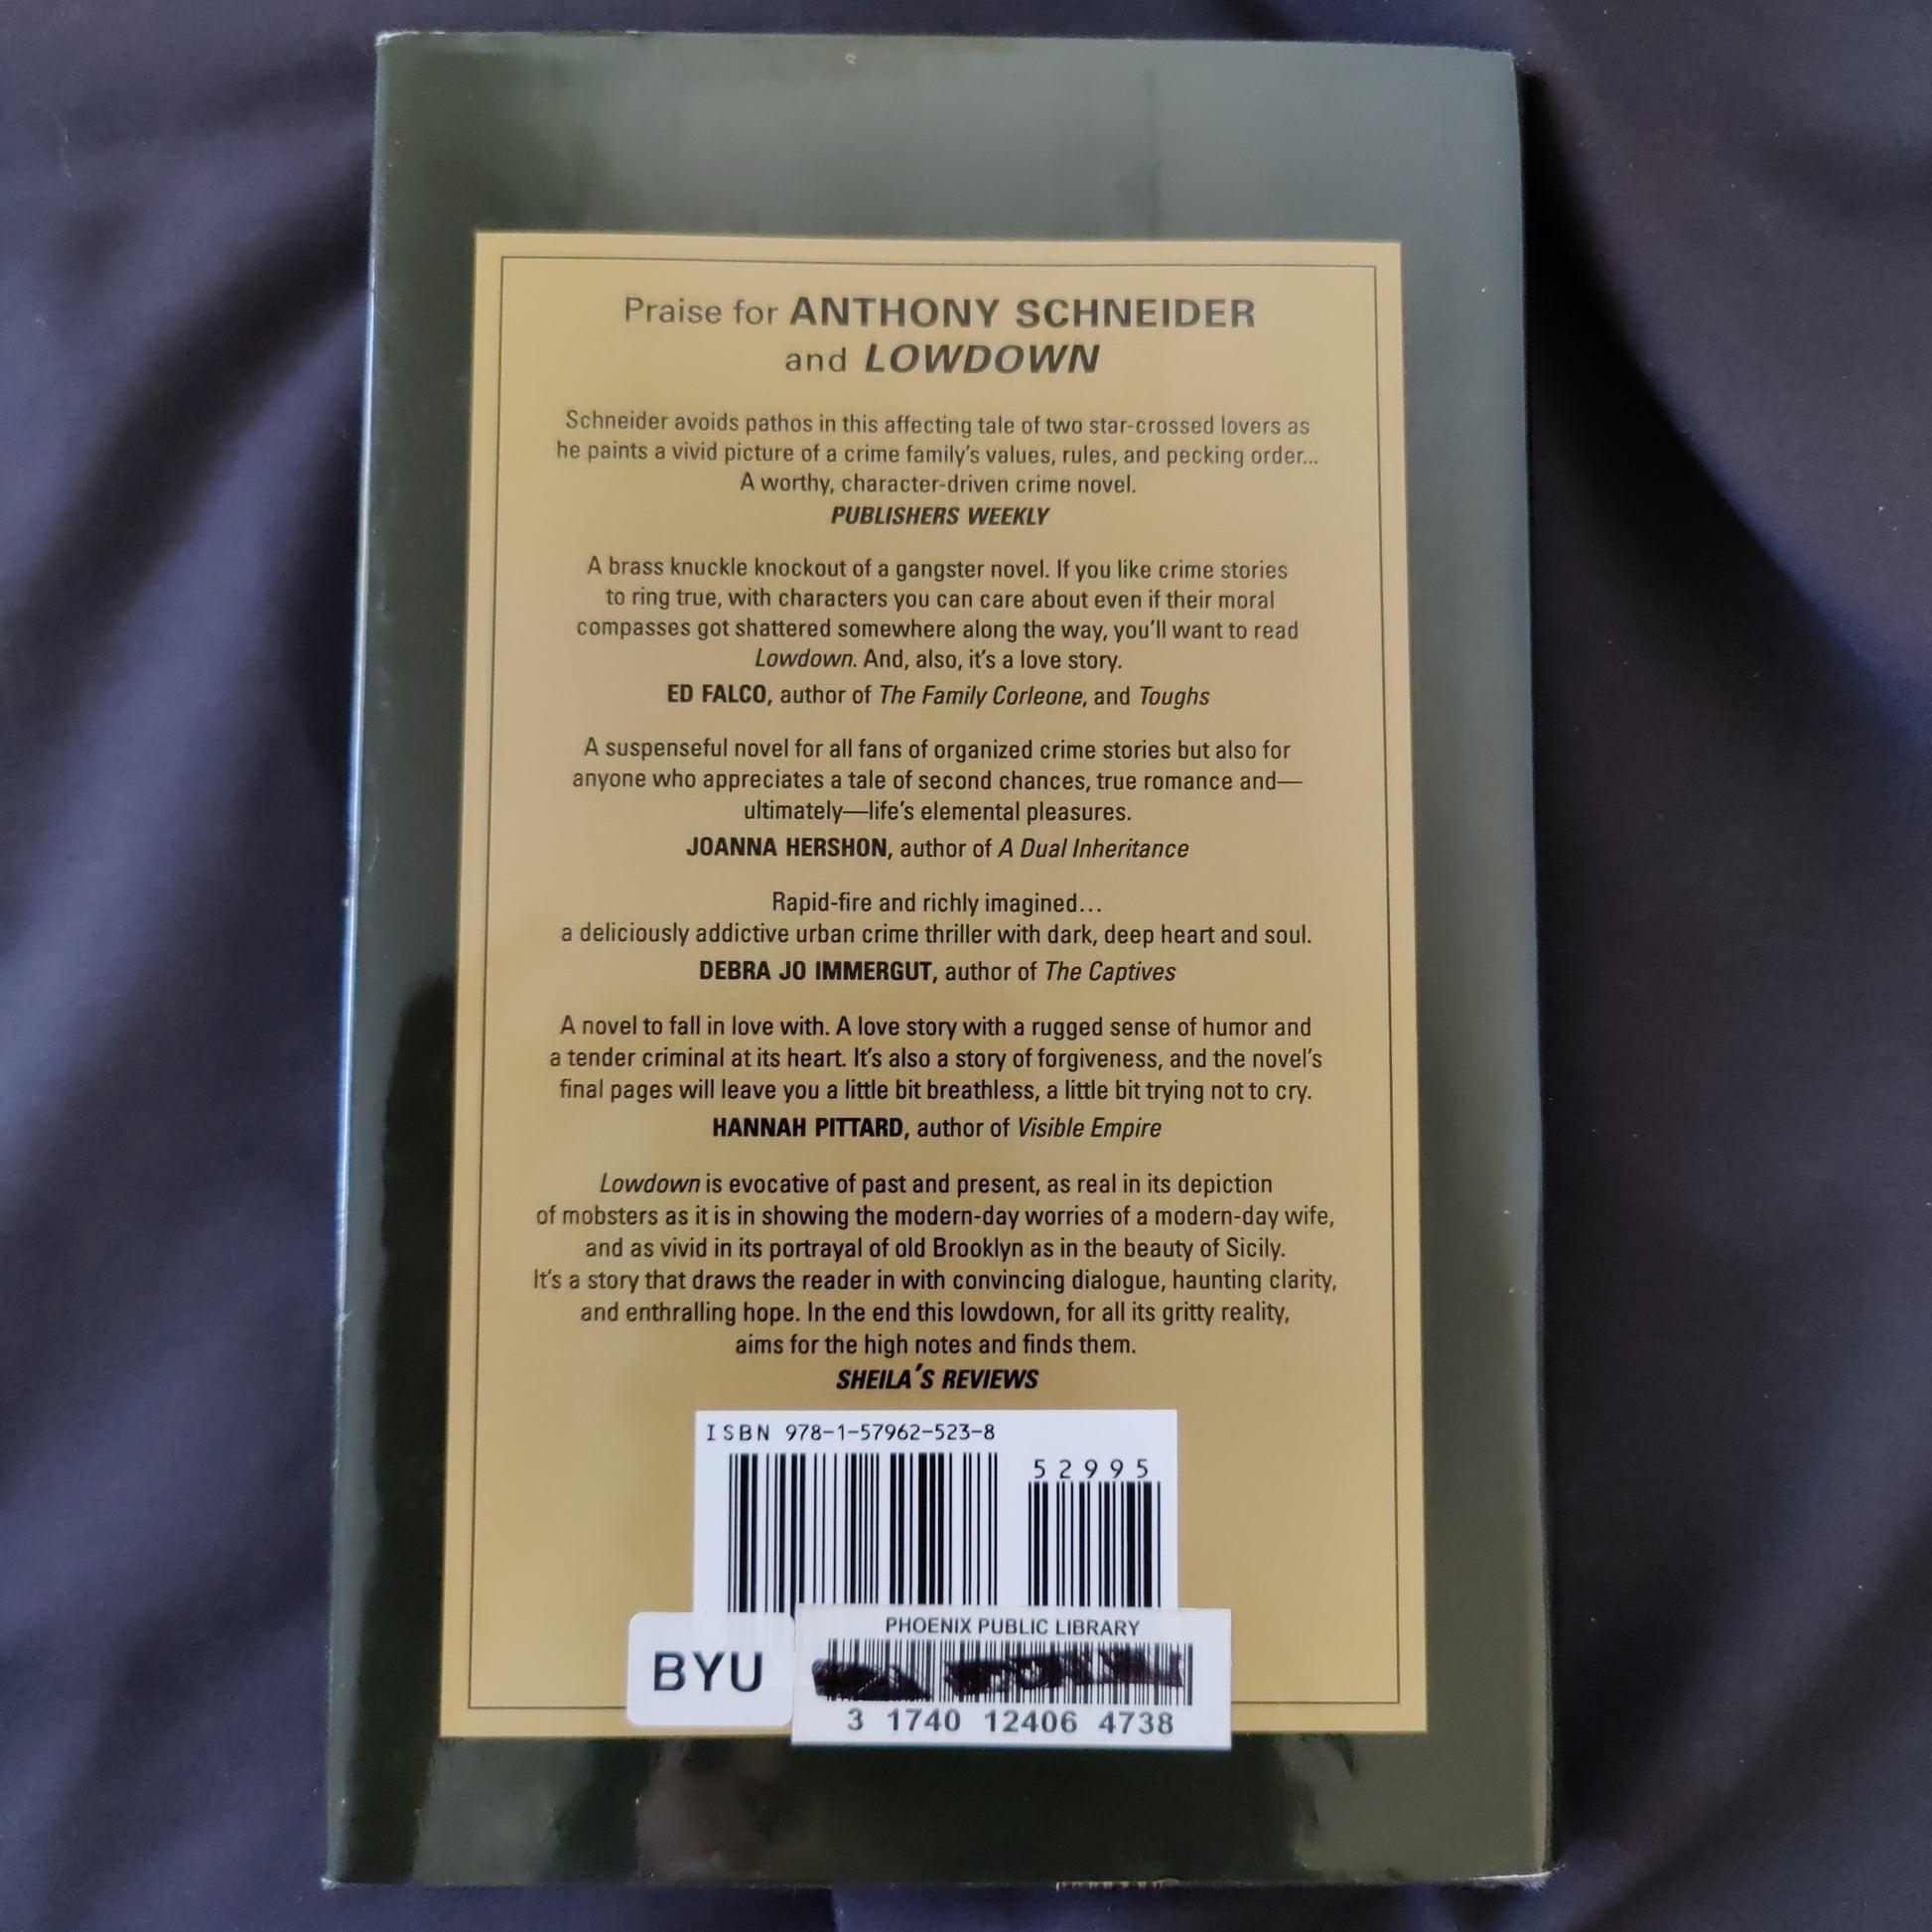 Praise for ANTHONY SCHNEIDER
and LOWDOWN
Schneider avoids pathos in this affecting tale of two star-crossed lovers as
he paints a vivid picture of a crime family's values, rules, and pecking order...
A worthy, character-driven crime novel.
PUBLISHERS WEEKLY
A brass knuckle knockout of a gangster novel. If you like crime stories
to ring true, with characters you can care about even if their moral
compasses got shattered somewhere along the way, you'll want to read
Lowdown. And, also, it's a love story.
ED FALCO, author of The Family Corleone, and Toughs
A suspenseful novel for all fans of organized crime stories but also for
anyone who appreciates a tale of second chances, true romance and—
ultimately—life's elemental pleasures.
JOANNA HERSHON, author of A Dual Inheritance
Rapid-fire and richly imagined...
a deliciously addictive urban crime thriller with dark, deep heart and soul.
DEBRA JO IMMERGUT, author of The Captives
A novel to fall in love with. A love story with a rugged sense of humor and
a tender criminal at its heart. It's also a story of forgiveness, and the novel's
final pages will leave you a little bit breathless, a little bit trying not to cry.
HANNAH PITTARD, author of Visible Empire
Lowdown is evocative of past and present, as real in its depiction
of mobsters as it is in showing the modern-day worries of a modern-day wife,
and as vivid in its portrayal of old Brooklyn as in the beauty of Sicily.
It's a story that draws the reader in with convincing dialogue, haunting clarity,
and enthralling hope. In the end this lowdown, for all its gritty reality,
aims for the high notes and finds them.
SHEILA'S REVIEWS
ISBN 978-1-57962-523-8
52995
PHOENIX PUBLIC LIBRARY
BYU
3 1740 12406 4738